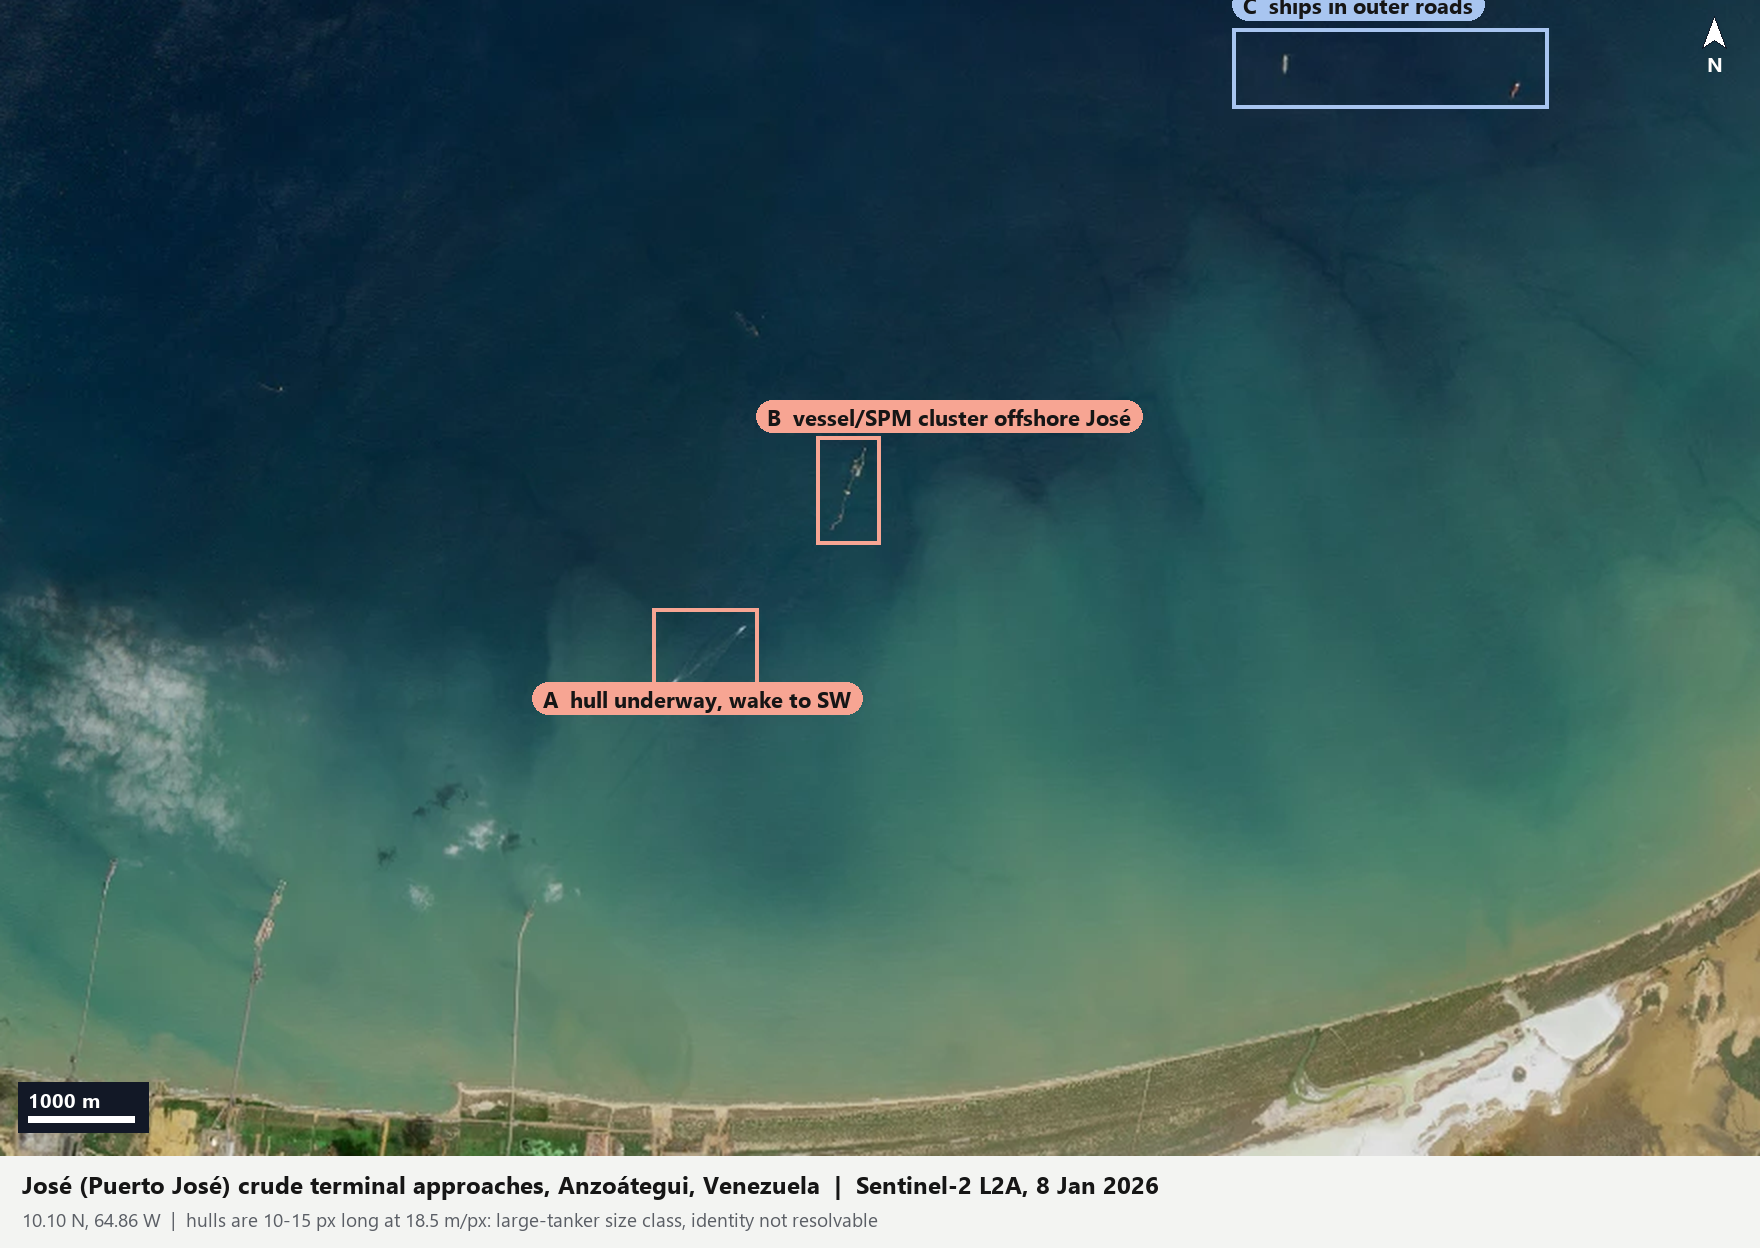 C ships in outer roads
N
B vessel/SPM cluster offshore José
A hull underway, wake to SW
1000 m
José (Puerto José) crude terminal approaches, Anzoátegui, Venezuela | Sentinel-2 L2A, 8 Jan 2026
10.10 N, 64.86 W | hulls are 10-15 px long at 18.5 m/px: large-tanker size class, identity not resolvable